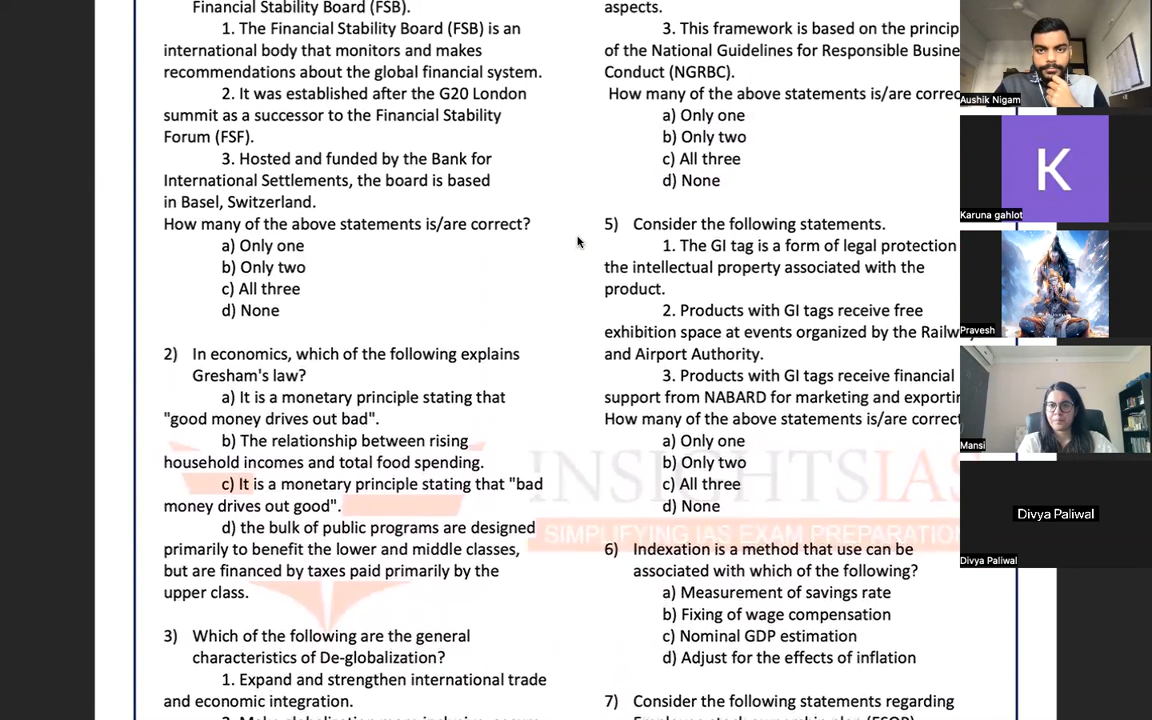 Financial Stability Board (FSB).
1. The Financial Stability Board (FSB) is an
international body that monitors and makes
recommendations about the global financial system.
2. It was established after the G20 London
summit as a successor to the Financial Stability
Forum (FSF).
3. Hosted and funded by the Bank for
International Settlements, the board is based
in Basel, Switzerland.
How many of the above statements is/are correct?
a) Only one
b) Only two
c) All three
d) None
2) In economics, which of the following explains
Gresham's law?
a) It is a monetary principle stating that
"good money drives out bad".
b) The relationship between rising
household incomes and total food spending.
c) It is a monetary principle stating that "bad
money drives out good".
d) the bulk of public programs are designed
primarily to benefit the lower and middle classes,
but are financed by taxes paid primarily by the
upper class.
3) Which of the following are the general
characteristics of De-globalization?
1. Expand and strengthen international trade
and economic integration.
aspects.
3. This framework is based on the
of the National Guidelines for Responsible
Conduct (NGRBC).
How many of the above statements is/are
a) Only one
b) Only two
c) All three
d) None
5) Consider the following statements.
1. The GI tag is a form of legal protection
the intellectual property associated with the
product.
2. Products with GI tags receive free
exhibition space at events organized by the
and Airport Authority.
3. Products with GI tags receive financial
support from NABARD for marketing and
How many of the above statements is/are correct
a) Only one
b) Only two
c) All three
d) None
6) Indexation is a method that use can be
associated with which of the following?
a) Measurement of savings rate
b) Fixing of wage compensation
c) Nominal GDP estimation
d) Adjust for the effects of inflation
7) Consider the following statements regarding
INSIGHTSIAS
SIMPLIFYING IAS EXAM PREPARATION
Aushik Nigam
K
Karuna gahlot
Pravesh
Mansi
Divya Paliwal
Divya Paliwal